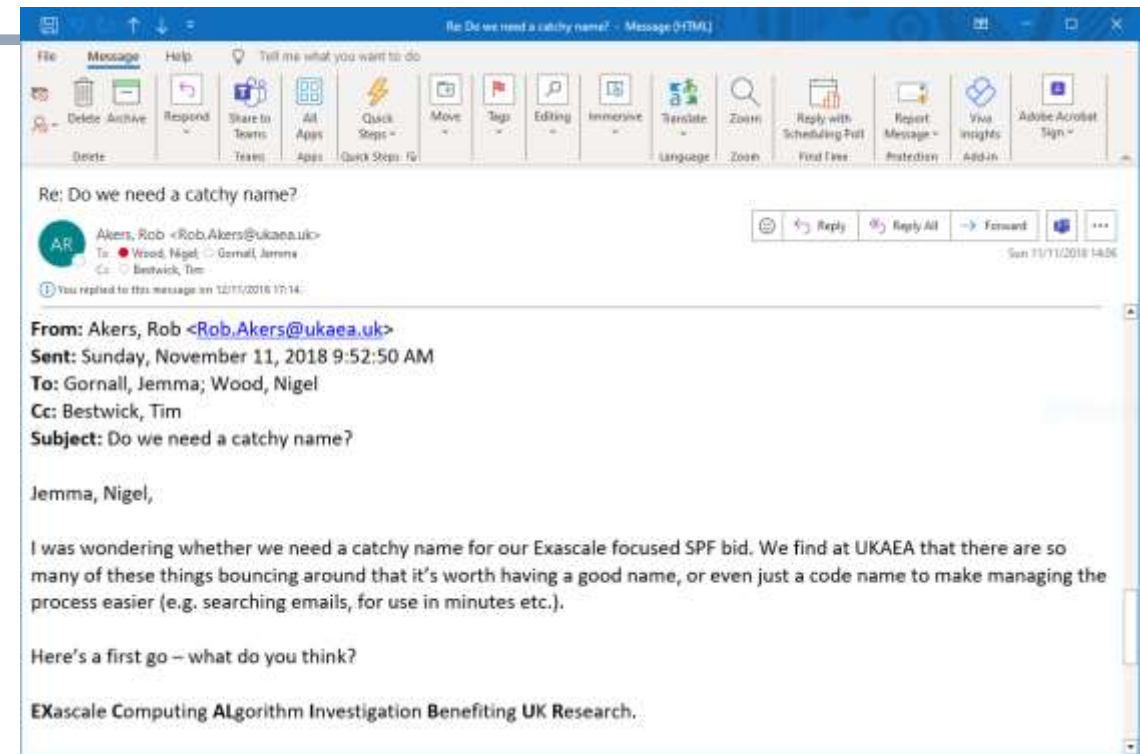 Re: Do we need a catchy name? - Message (HTML)
File Message Help Tell me what you want to do
Delete Archive Respond Share to Teams All Apps Quick Steps Move Tags Editing Immersive Translate Zoom Reply with Scheduling Poll Report Message Viva Insights Adobe Acrobat Sign
Delete Teams Apps Quick Steps Language Zoom Find Time Protection Add-in
Re: Do we need a catchy name?
AR
Akers, Rob <Rob.Akers@ukaea.uk>
To Wood, Nigel; Gornall, Jemma
Cc Bestwick, Tim
Reply Reply All Forward
Sun 11/11/2018 14:06
You replied to this message on 12/11/2018 17:14.
From: Akers, Rob <Rob.Akers@ukaea.uk>
Sent: Sunday, November 11, 2018 9:52:50 AM
To: Gornall, Jemma; Wood, Nigel
Cc: Bestwick, Tim
Subject: Do we need a catchy name?
Jemma, Nigel,
I was wondering whether we need a catchy name for our Exascale focused SPF bid. We find at UKAEA that there are so
many of these things bouncing around that it's worth having a good name, or even just a code name to make managing the
process easier (e.g. searching emails, for use in minutes etc.).
Here's a first go – what do you think?
EXascale Computing ALgorithm Investigation Benefiting UK Research.